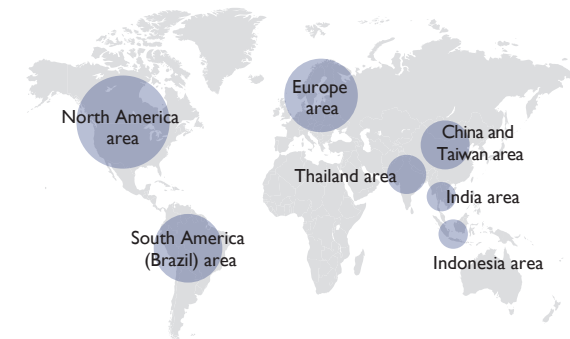 North America
area
Europe
area
China and
Taiwan area
Thailand area
India area
South America
(Brazil) area
Indonesia area